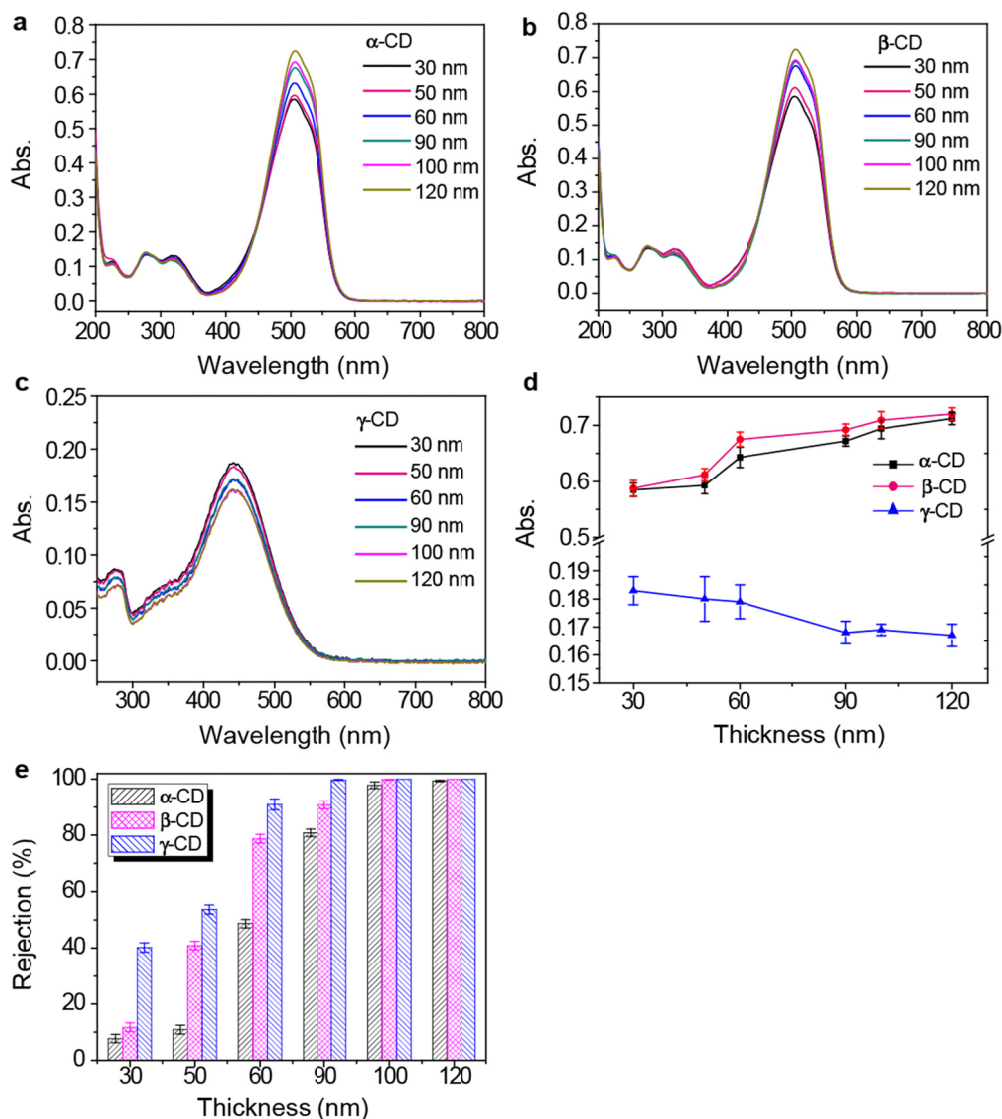 a
α-CD
30 nm
50 nm
60 nm
90 nm
100 nm
120 nm
0.8
0.7
0.6
0.5
0.4
0.3
0.2
0.1
0.0
Abs.
200 300 400 500 600 700 800
Wavelength (nm)
b
β-CD
30 nm
50 nm
60 nm
90 nm
100 nm
120 nm
0.8
0.7
0.6
0.5
0.4
0.3
0.2
0.1
0.0
Abs.
200 300 400 500 600 700 800
Wavelength (nm)
c
γ-CD
30 nm
50 nm
60 nm
90 nm
100 nm
120 nm
0.25
0.20
0.15
0.10
0.05
0.00
Abs.
300 400 500 600 700 800
Wavelength (nm)
d
α-CD
β-CD
γ-CD
0.7
0.6
0.5
0.19
0.18
0.17
0.16
0.15
Abs.
30 60 90 120
Thickness (nm)
e
α-CD
β-CD
γ-CD
100
80
60
40
20
0
Rejection (%)
30 50 60 90 100 120
Thickness (nm)